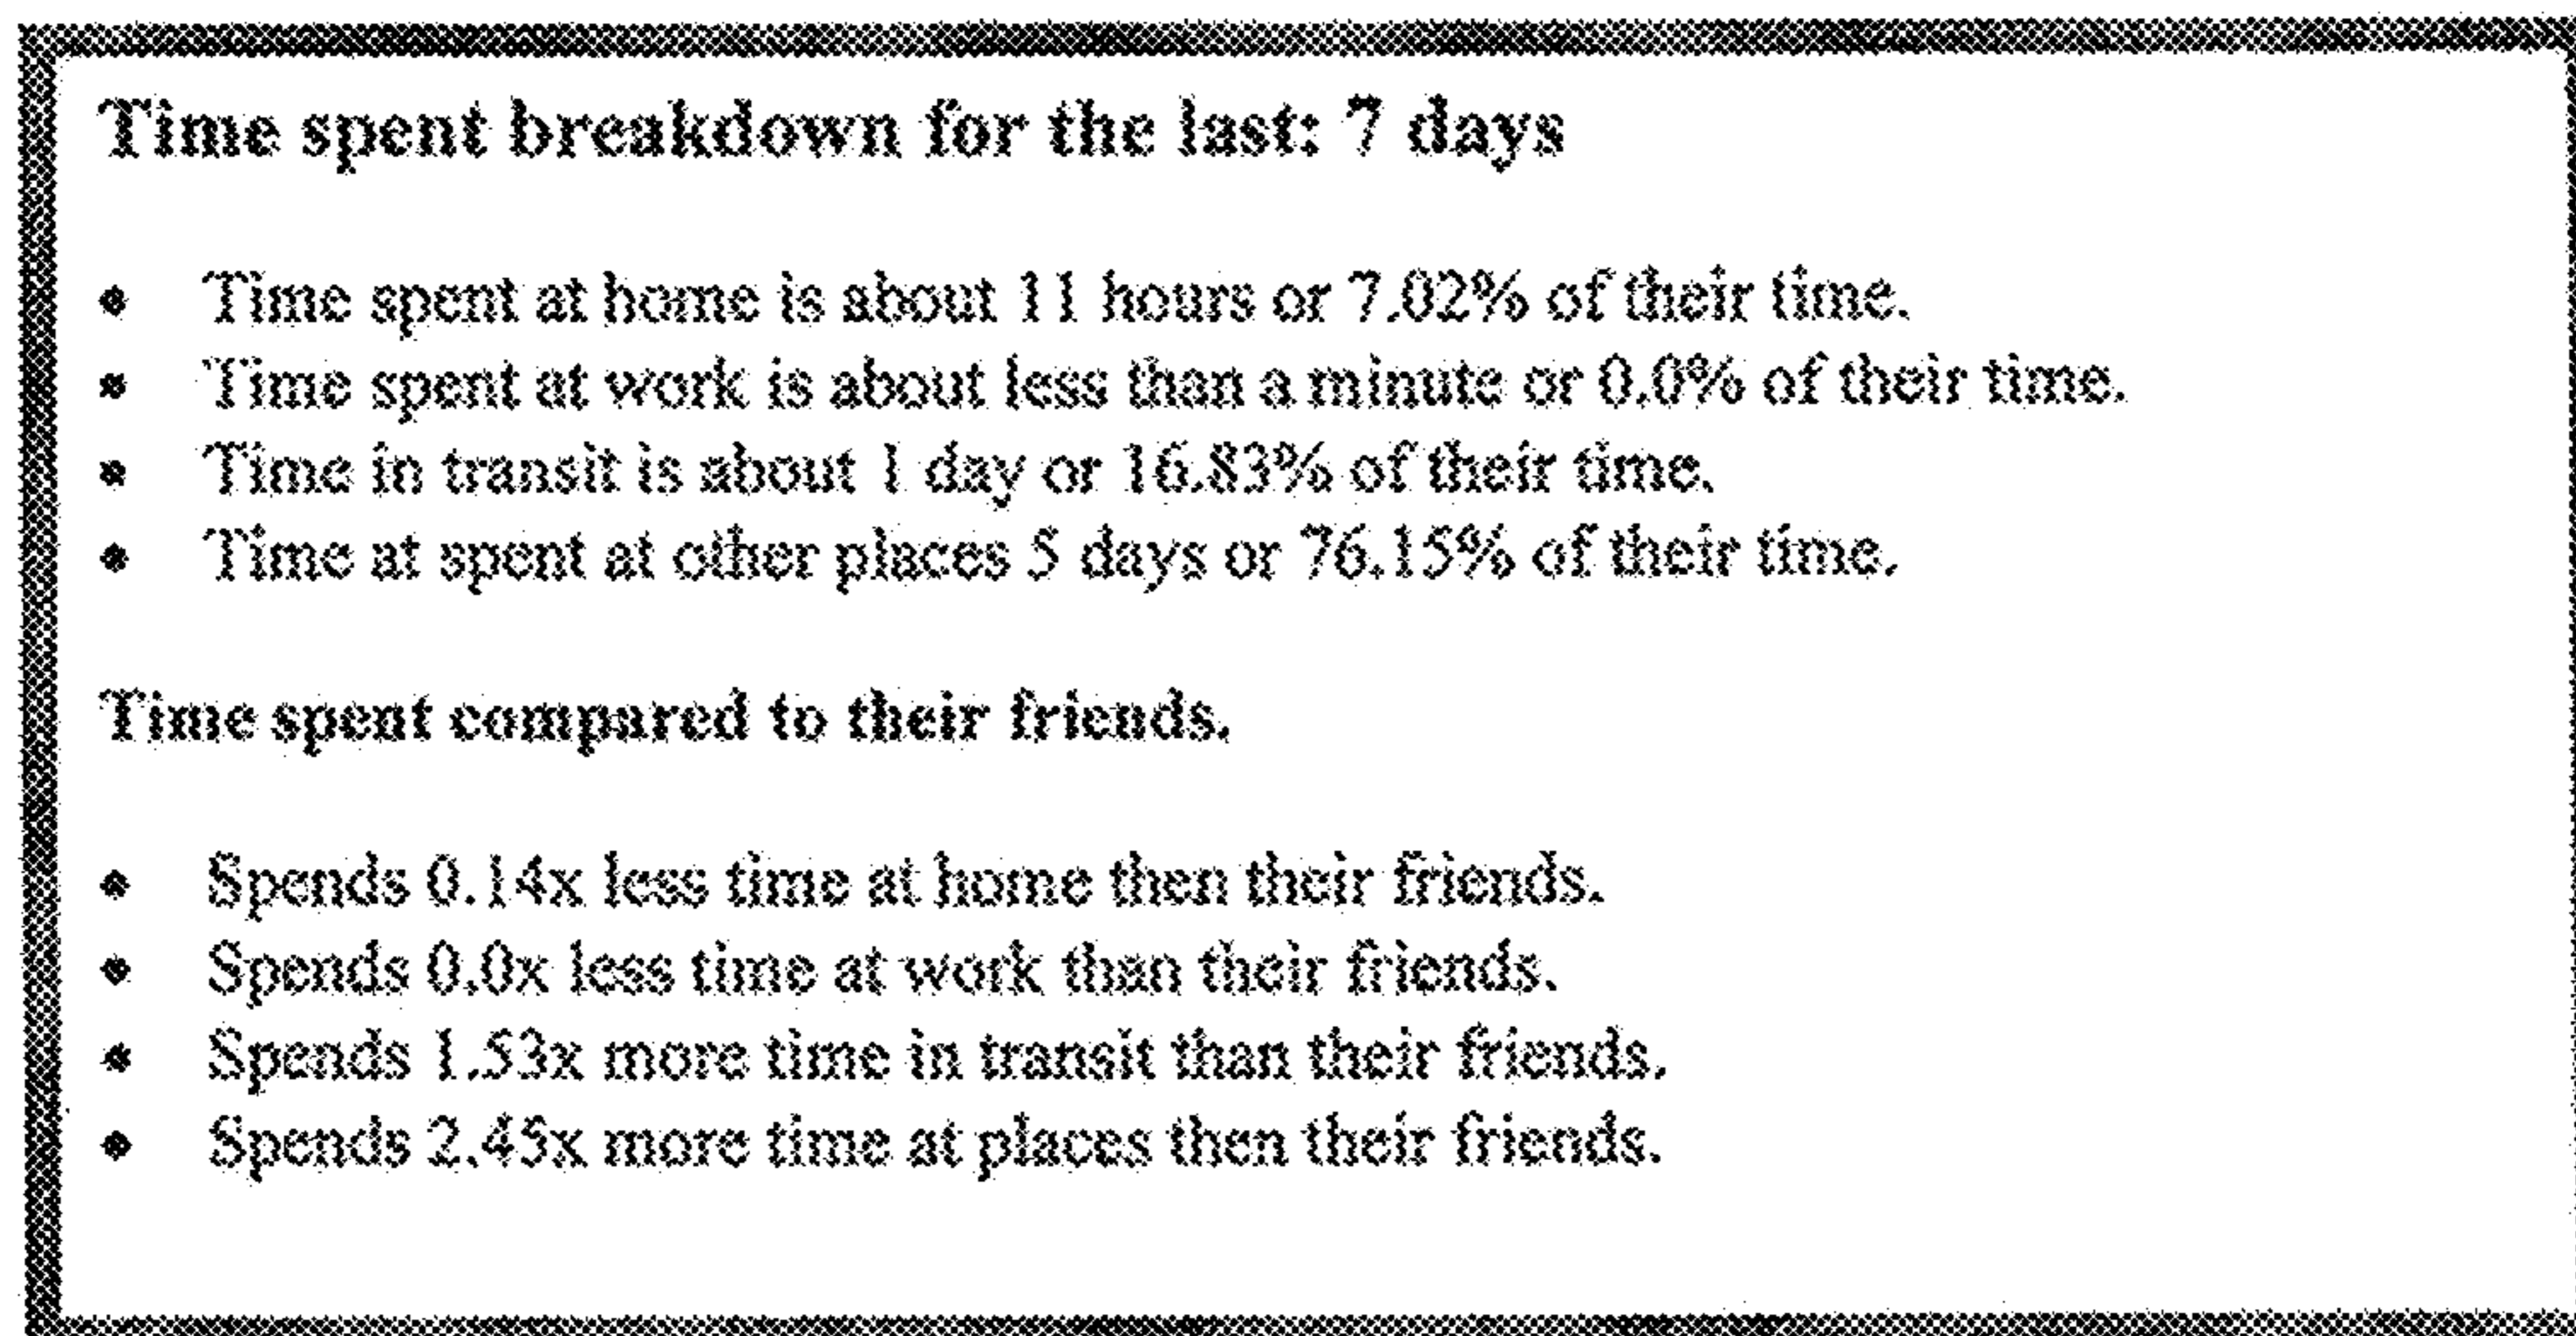 Time spent breakdown for the last: 7 days
• Time spent at home is about 11 hours or 7.02% of their time.
• Time spent at work is about less than a minute or 0.0% of their time.
• Time in transit is about 1 day or 16.83% of their time.
• Time at spent at other places 5 days or 76.15% of their time.
Time spent compared to their friends.
• Spends 0.14x less time at home then their friends.
• Spends 0.0x less time at work than their friends.
• Spends 1.53x more time in transit than their friends.
• Spends 2.45x more time at places then their friends.